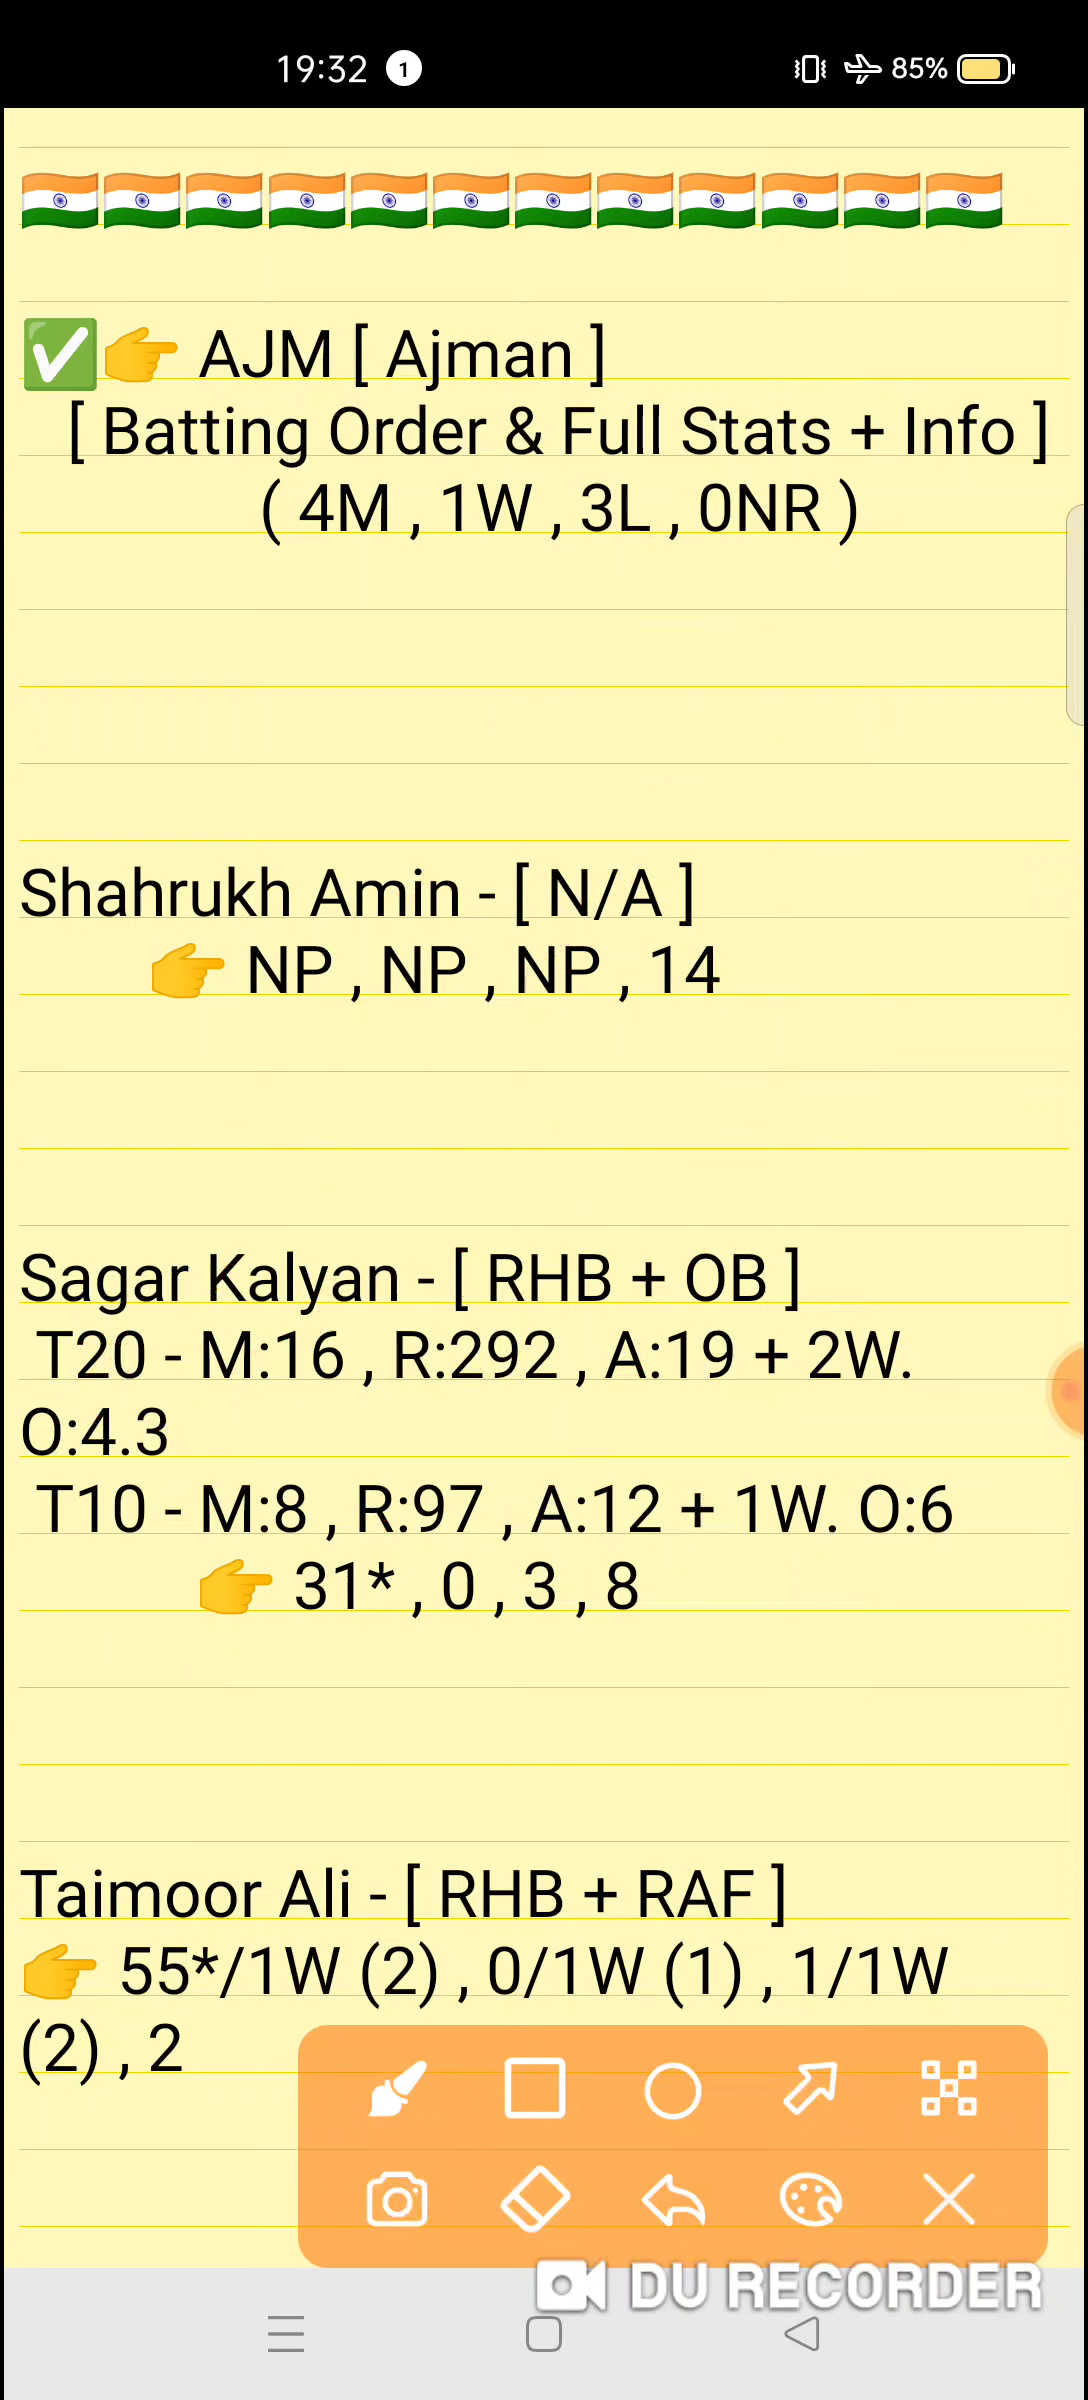 19:32 1 85%
🇮🇳🇮🇳🇮🇳🇮🇳🇮🇳🇮🇳🇮🇳🇮🇳🇮🇳🇮🇳🇮🇳🇮🇳
✅👉 AJM [ Ajman ]
[ Batting Order & Full Stats + Info ]
( 4M , 1W , 3L , 0NR )
Shahrukh Amin - [ N/A ]
👉 NP , NP , NP , 14
Sagar Kalyan - [ RHB + OB ]
T20 - M:16 , R:292 , A:19 + 2W.
O:4.3
T10 - M:8 , R:97 , A:12 + 1W. O:6
👉 31* , 0 , 3 , 8
Taimoor Ali - [ RHB + RAF ]
👉 55*/1W (2) , 0/1W (1) , 1/1W
(2) , 2
DU RECORDER